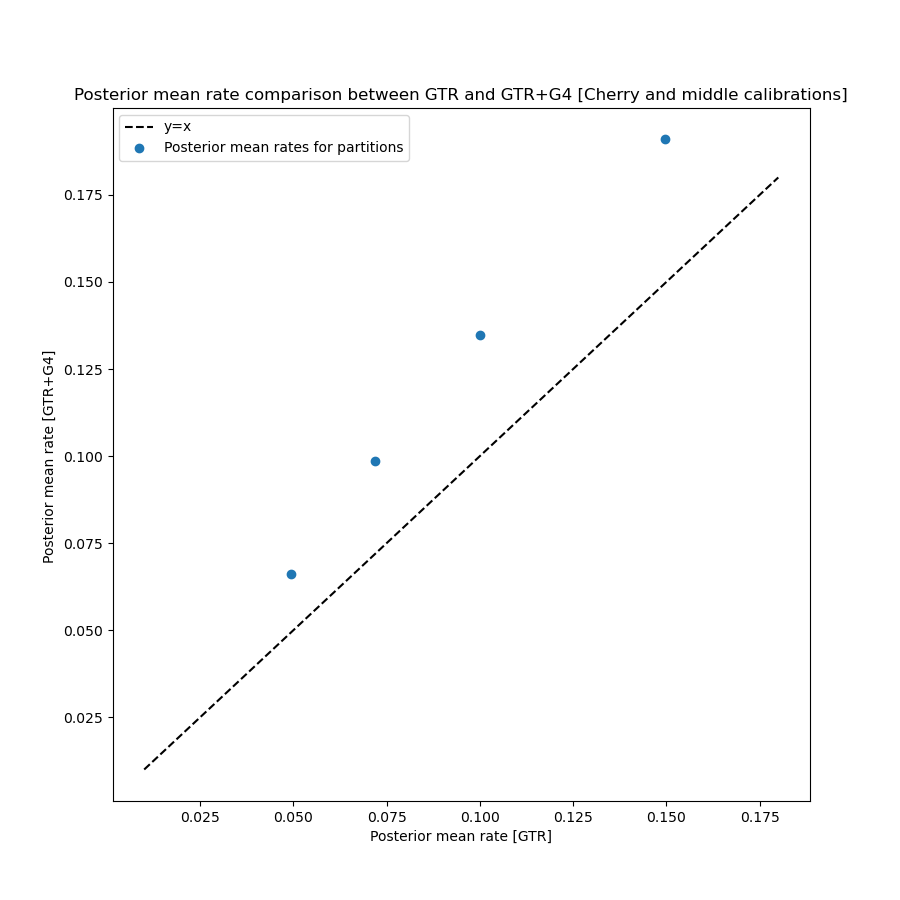 Posterior mean rate comparison between GTR and GTR+G4 [Cherry and middle calibrations]
y=x
Posterior mean rates for partitions
Posterior mean rate [GTR+G4]
0.175
0.150
0.125
0.100
0.075
0.050
0.025
0.025 0.050 0.075 0.100 0.125 0.150 0.175
Posterior mean rate [GTR]